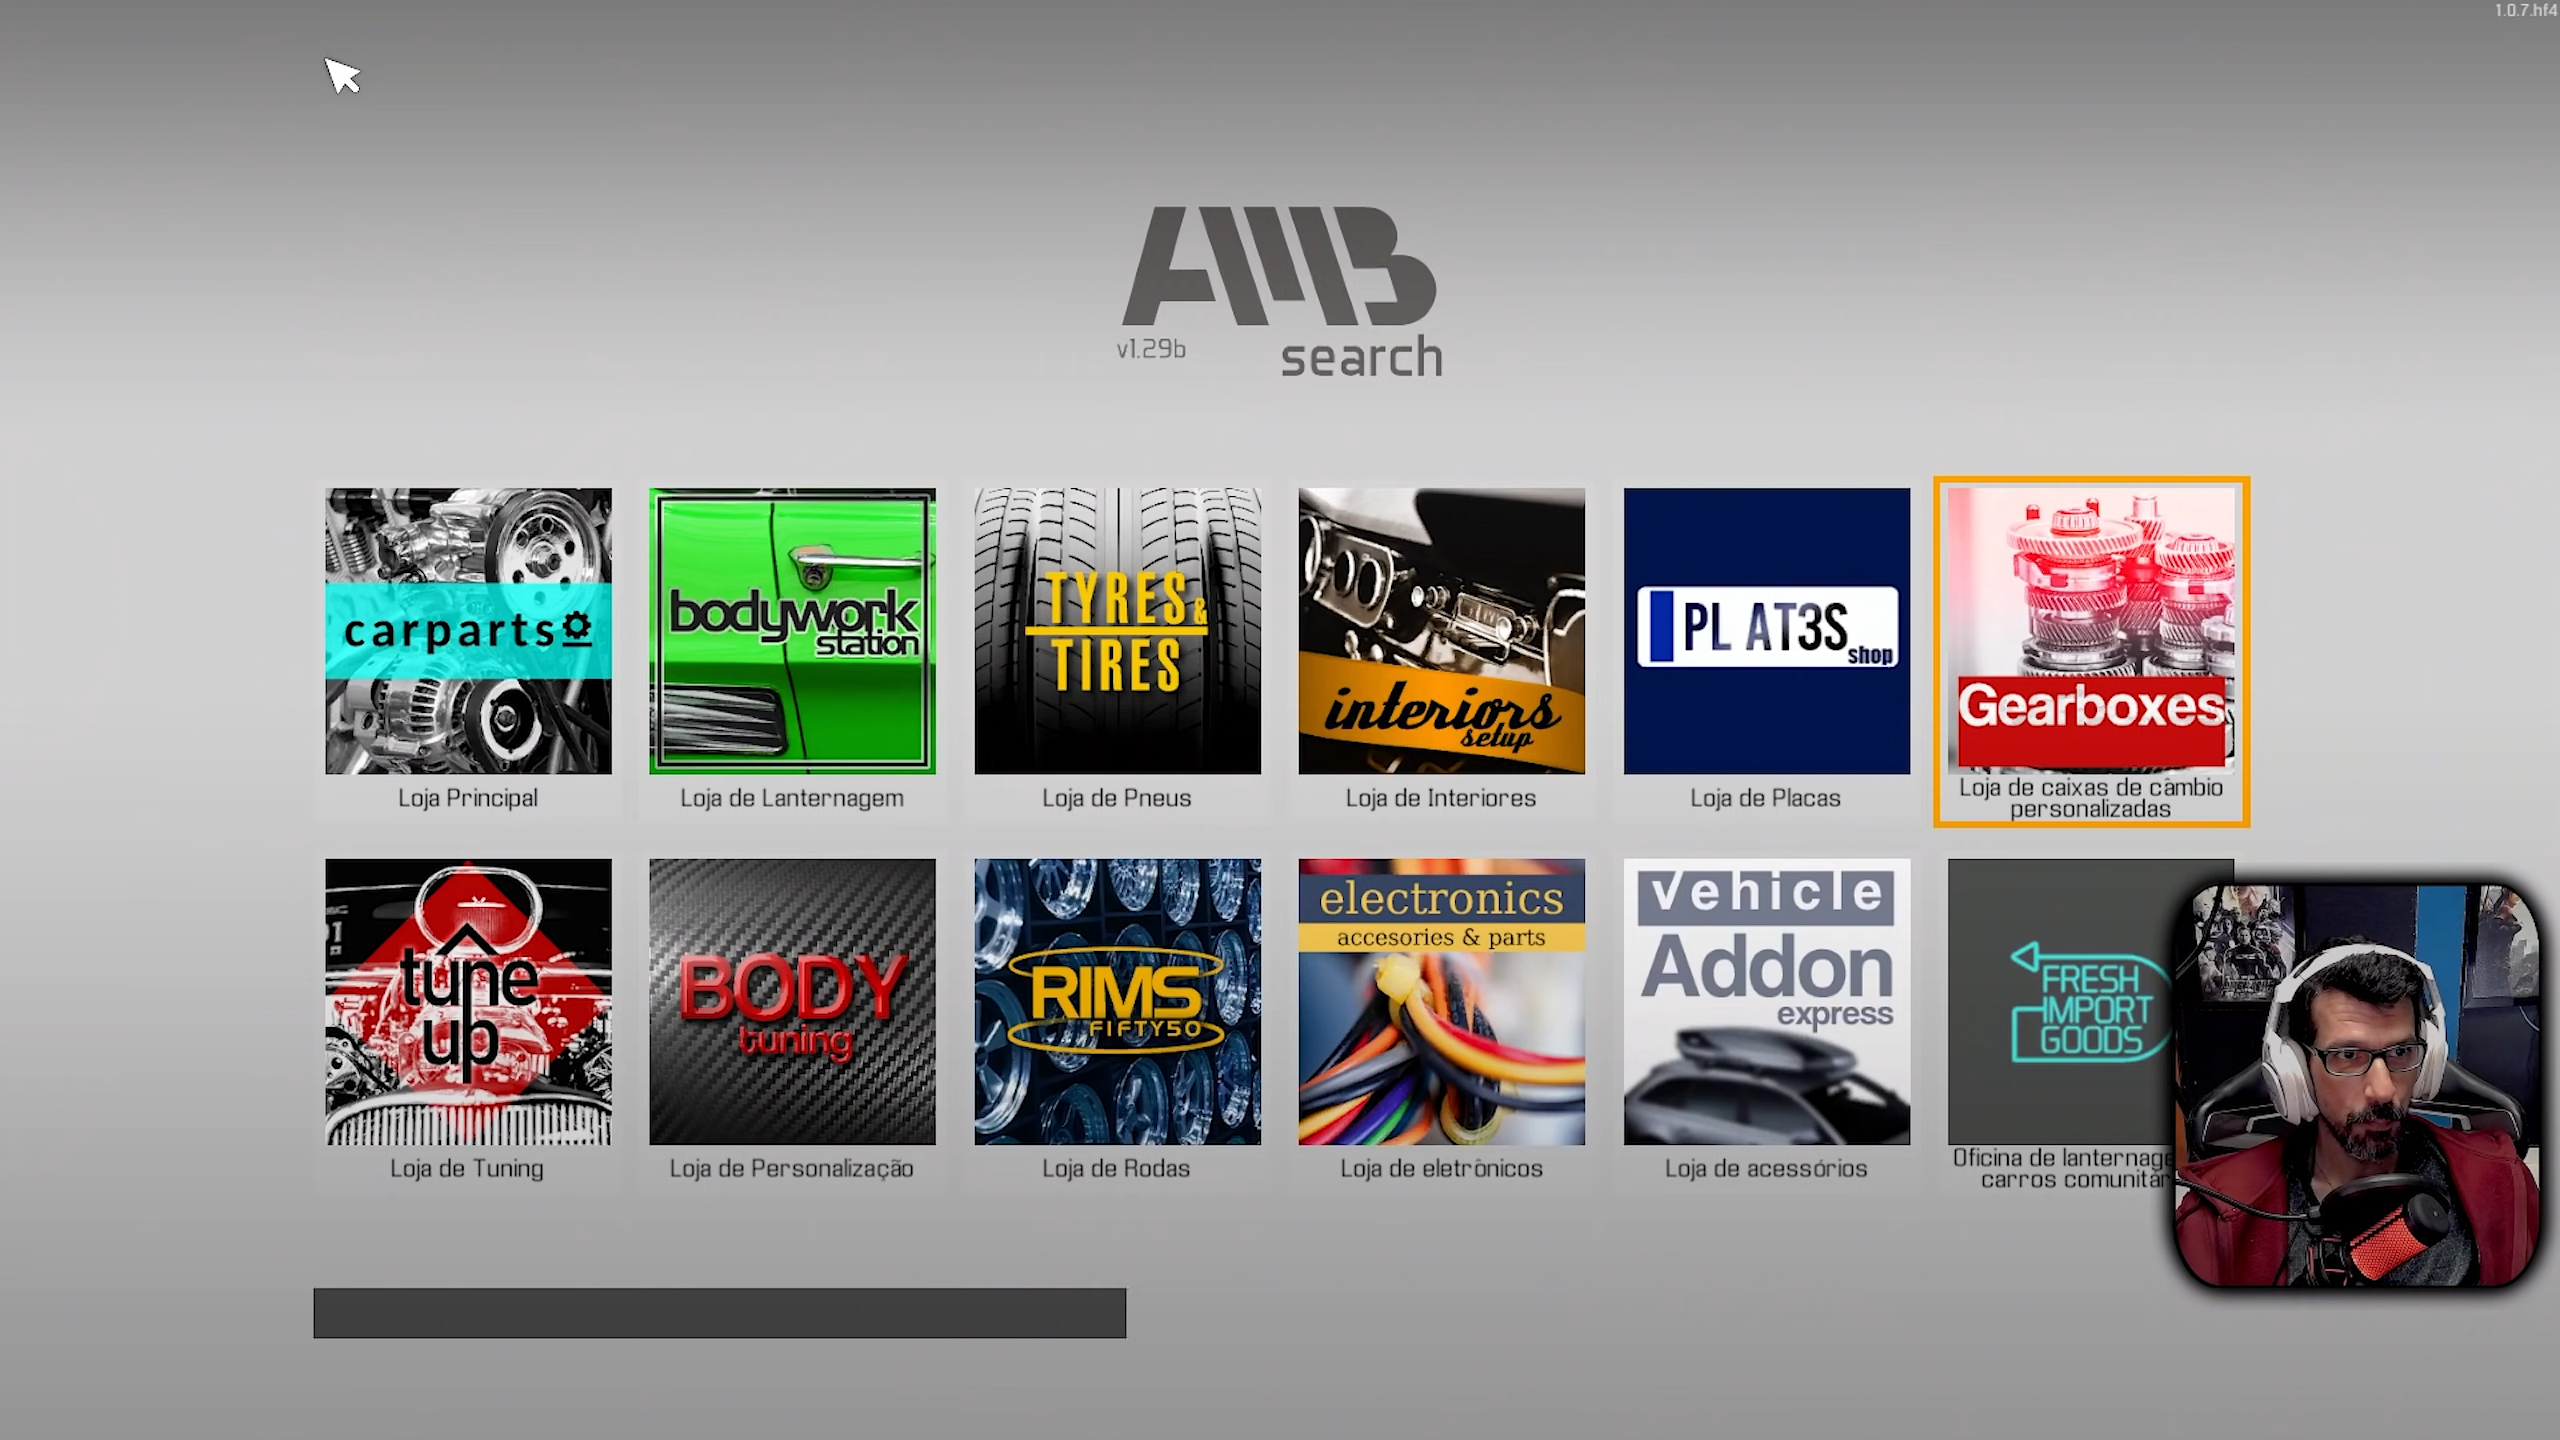 1.0.7.hf4
AMB
v1.29b
search
carparts
bodywork
station
TYRES &
TIRES
interiors
setup
PL AT3S
shop
Gearboxes
Loja Principal
Loja de Lanternagem
Loja de Pneus
Loja de Interiores
Loja de Placas
Loja de caixas de câmbio
personalizadas
tune
up
BODY
tuning
RIMS
FIFTY50
electronics
accesories & parts
vehicle
Addon
express
FRESH
IMPORT
GOODS
Loja de Tuning
Loja de Personalização
Loja de Rodas
Loja de eletrônicos
Loja de acessórios
Oficina de
carros